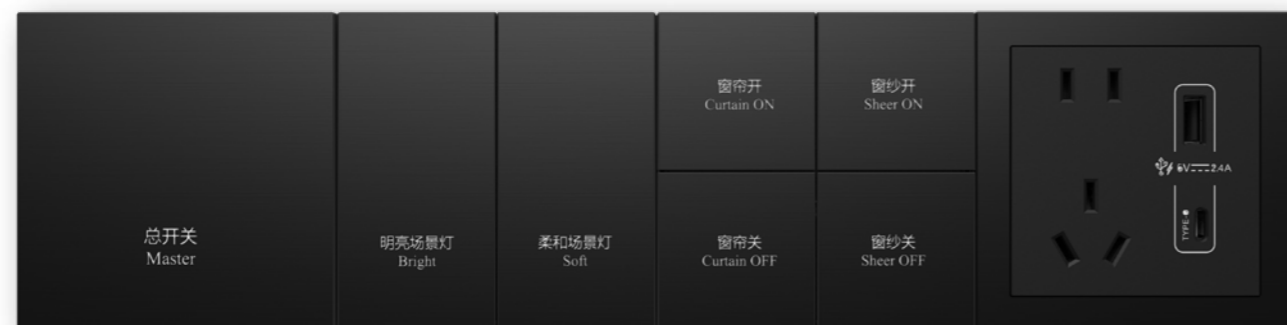 总开关
Master
明亮场景灯
Bright
柔和场景灯
Soft
窗帘开
Curtain ON
窗纱开
Sheer ON
窗帘关
Curtain OFF
窗纱关
Sheer OFF
5V⎓2.4A
TYPE-